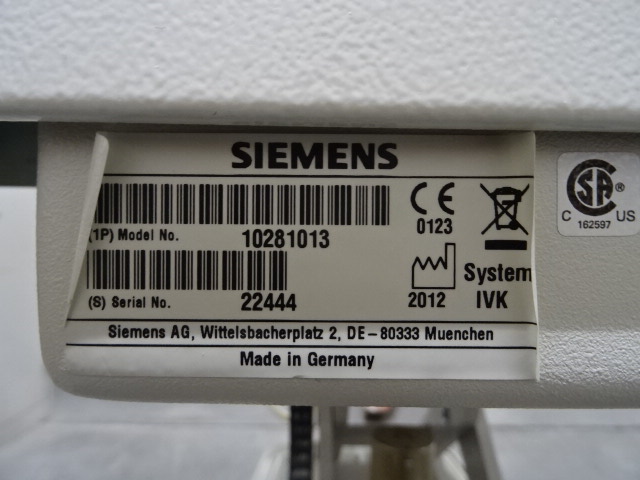 SIEMENS
CE
0123
(1P) Model No. 10281013
(S) Serial No. 22444
2012
System
IVK
Siemens AG, Wittelsbacherplatz 2, DE-80333 Muenchen
Made in Germany
CSA ®
C US
162597